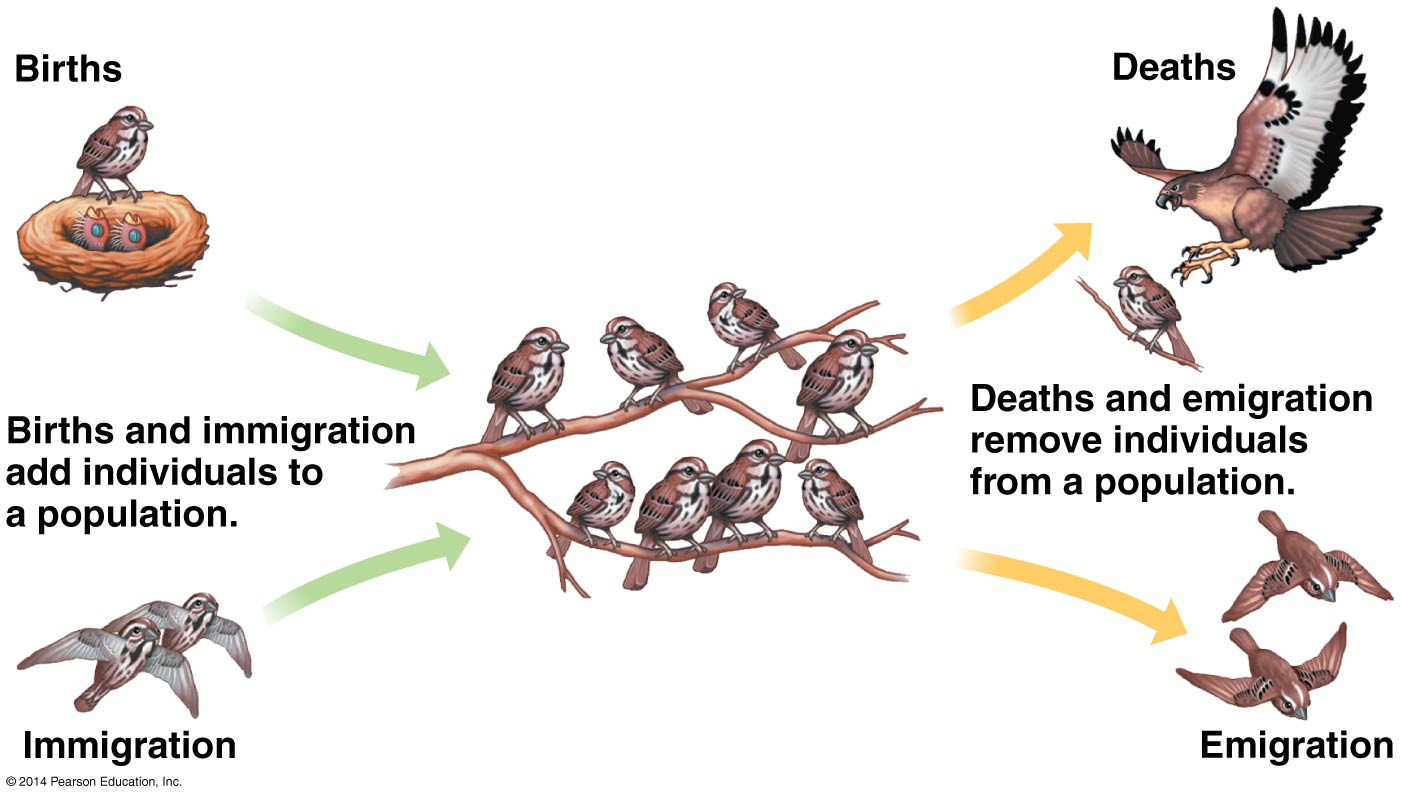 Births
Deaths
Births and immigration
add individuals to
a population.
Deaths and emigration
remove individuals
from a population.
Immigration
Emigration
© 2014 Pearson Education, Inc.